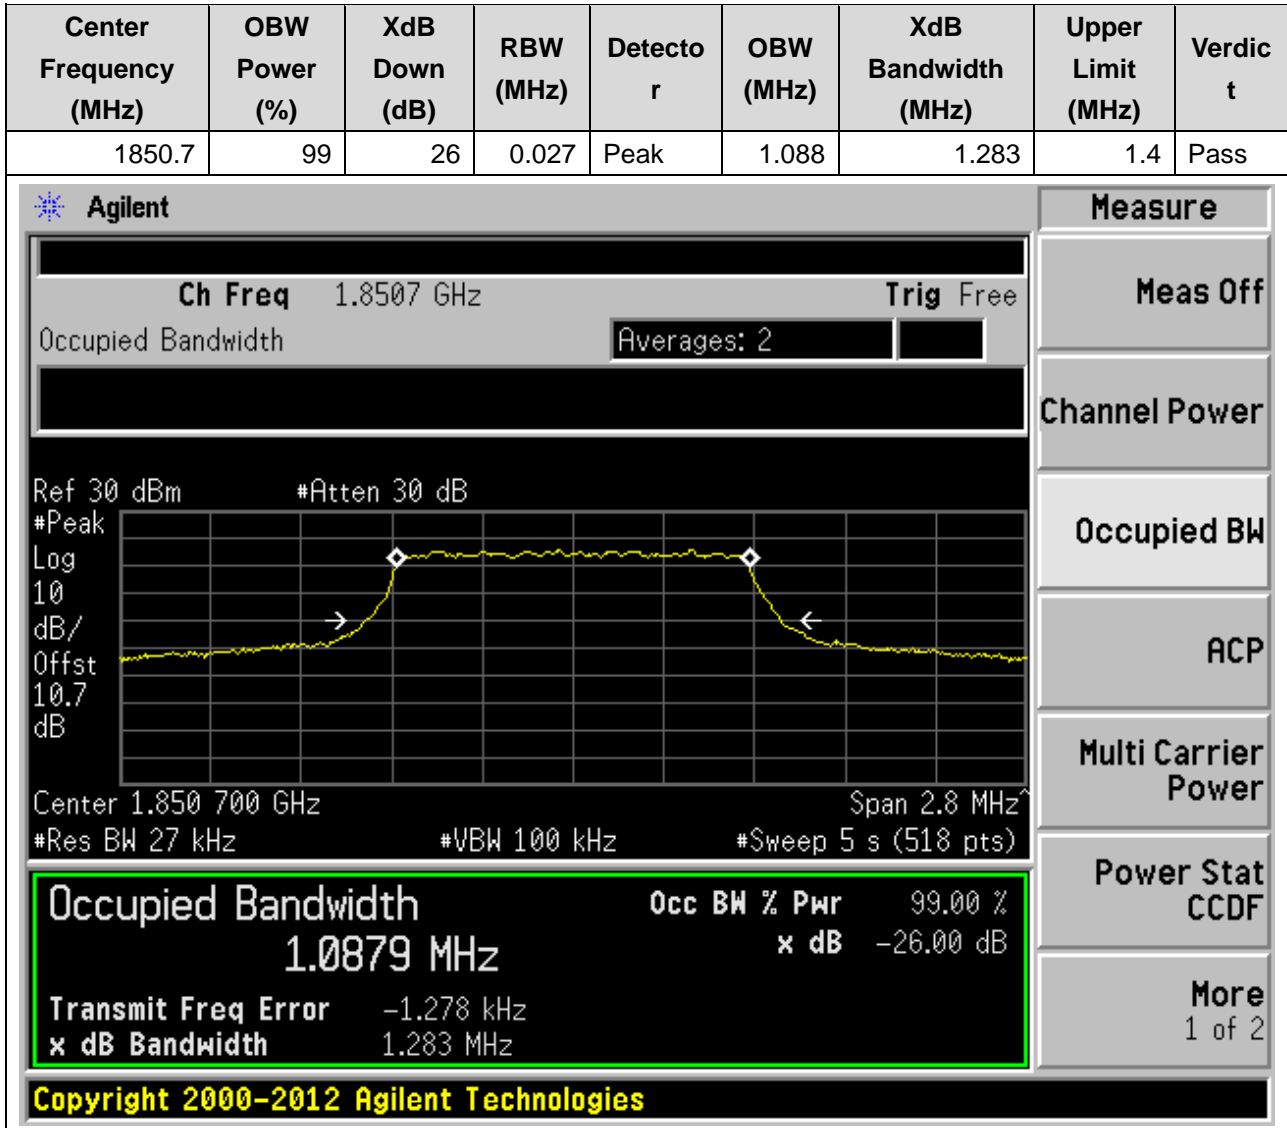 Center Frequency (MHz) OBW Power (%) XdB Down (dB) RBW (MHz) Detecto r OBW (MHz) XdB Bandwidth (MHz) Upper Limit (MHz) Verdic t
1850.7 99 26 0.027 Peak 1.088 1.283 1.4 Pass
Agilent
Measure
Ch Freq 1.8507 GHz Trig Free
Meas Off
Occupied Bandwidth Averages: 2
Channel Power
Ref 30 dBm #Atten 30 dB
#Peak
Log
10
dB/
Offst
10.7
dB
Occupied BW
ACP
Multi Carrier
Power
Center 1.850 700 GHz Span 2.8 MHz^
#Res BW 27 kHz #VBW 100 kHz #Sweep 5 s (518 pts)
Power Stat
CCDF
Occupied Bandwidth Occ BW % Pwr 99.00 %
1.0879 MHz x dB -26.00 dB
Transmit Freq Error -1.278 kHz
x dB Bandwidth 1.283 MHz
More
1 of 2
Copyright 2000-2012 Agilent Technologies